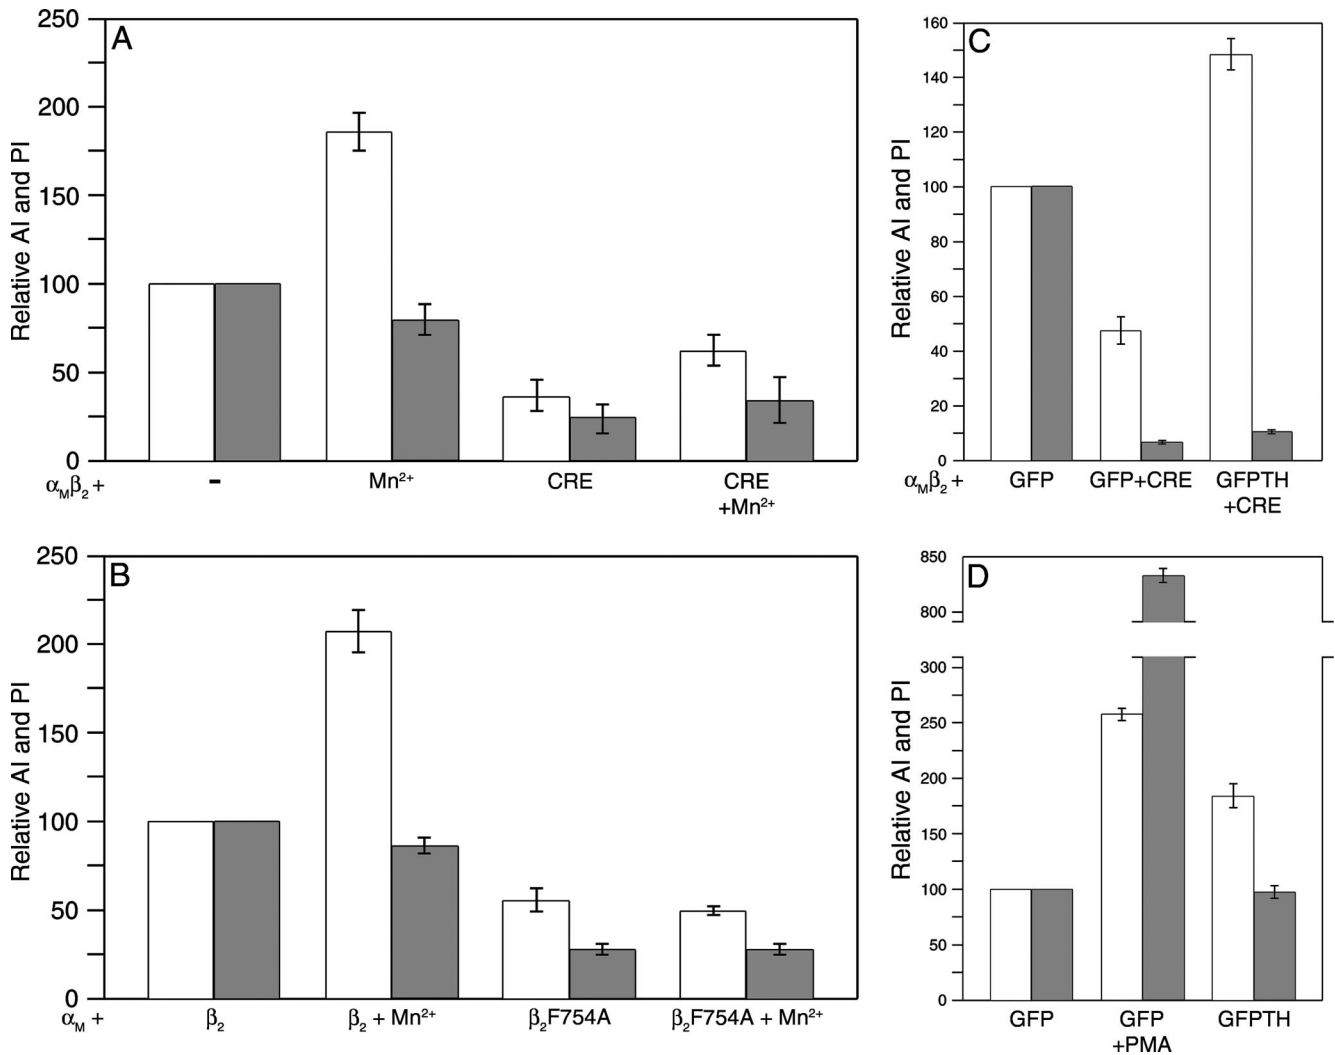 A
250
200
150
100
50
0
Relative AI and PI
αMβ2 +
-
Mn2+
CRE
CRE
+Mn2+
C
160
140
120
100
80
60
40
20
0
Relative AI and PI
αMβ2 +
GFP
GFP+CRE
GFPTH
+CRE
B
250
200
150
100
50
0
Relative AI and PI
αM +
β2
β2 + Mn2+
β2F754A
β2F754A + Mn2+
D
850
800
300
250
200
150
100
50
0
Relative AI and PI
GFP
GFP
+PMA
GFPTH